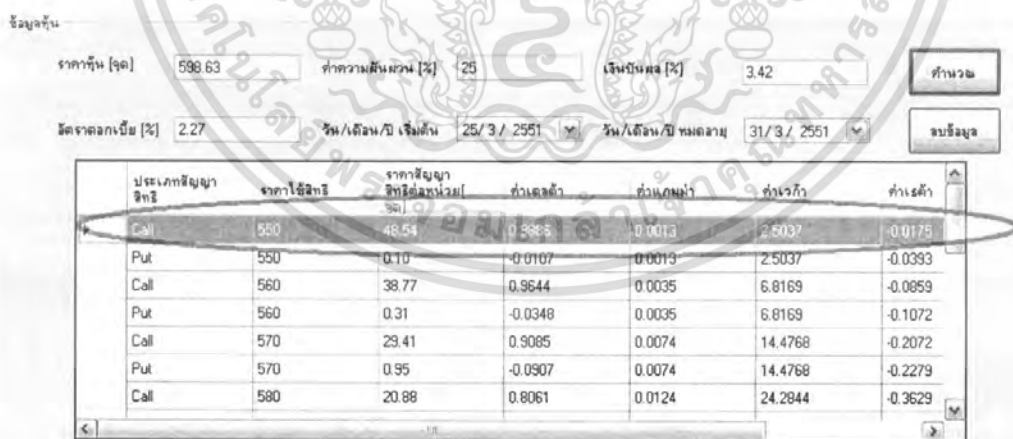 ข้อมูลหุ้น
ราคาหุ้น [จุด] 598.63 ค่าความผันผวน [%] 25 เงินปันผล [%] 3.42 คำนวณ
อัตราดอกเบี้ย [%] 2.27 วัน/เดือน/ปี เริ่มต้น 25/ 3 / 2551 วัน/เดือน/ปี หมดอายุ 31/ 3 / 2551 ลบข้อมูล
ประเภทสัญญาสิทธิ ราคาใช้สิทธิ ราคาสัญญาสิทธิต่อหน่วย[จุด] ค่าเดลต้า ค่าแกมม่า ค่าเวก้า ค่าเธต้า
Call 550 48.54 0.9886 0.0013 2.5037 -0.0175
Put 550 0.10 -0.0107 0.0013 2.5037 -0.0393
Call 560 38.77 0.9644 0.0035 6.8169 -0.0859
Put 560 0.31 -0.0348 0.0035 6.8169 -0.1072
Call 570 29.41 0.9085 0.0074 14.4768 -0.2072
Put 570 0.95 -0.0907 0.0074 14.4768 -0.2279
Call 580 20.88 0.8061 0.0124 24.2844 -0.3629